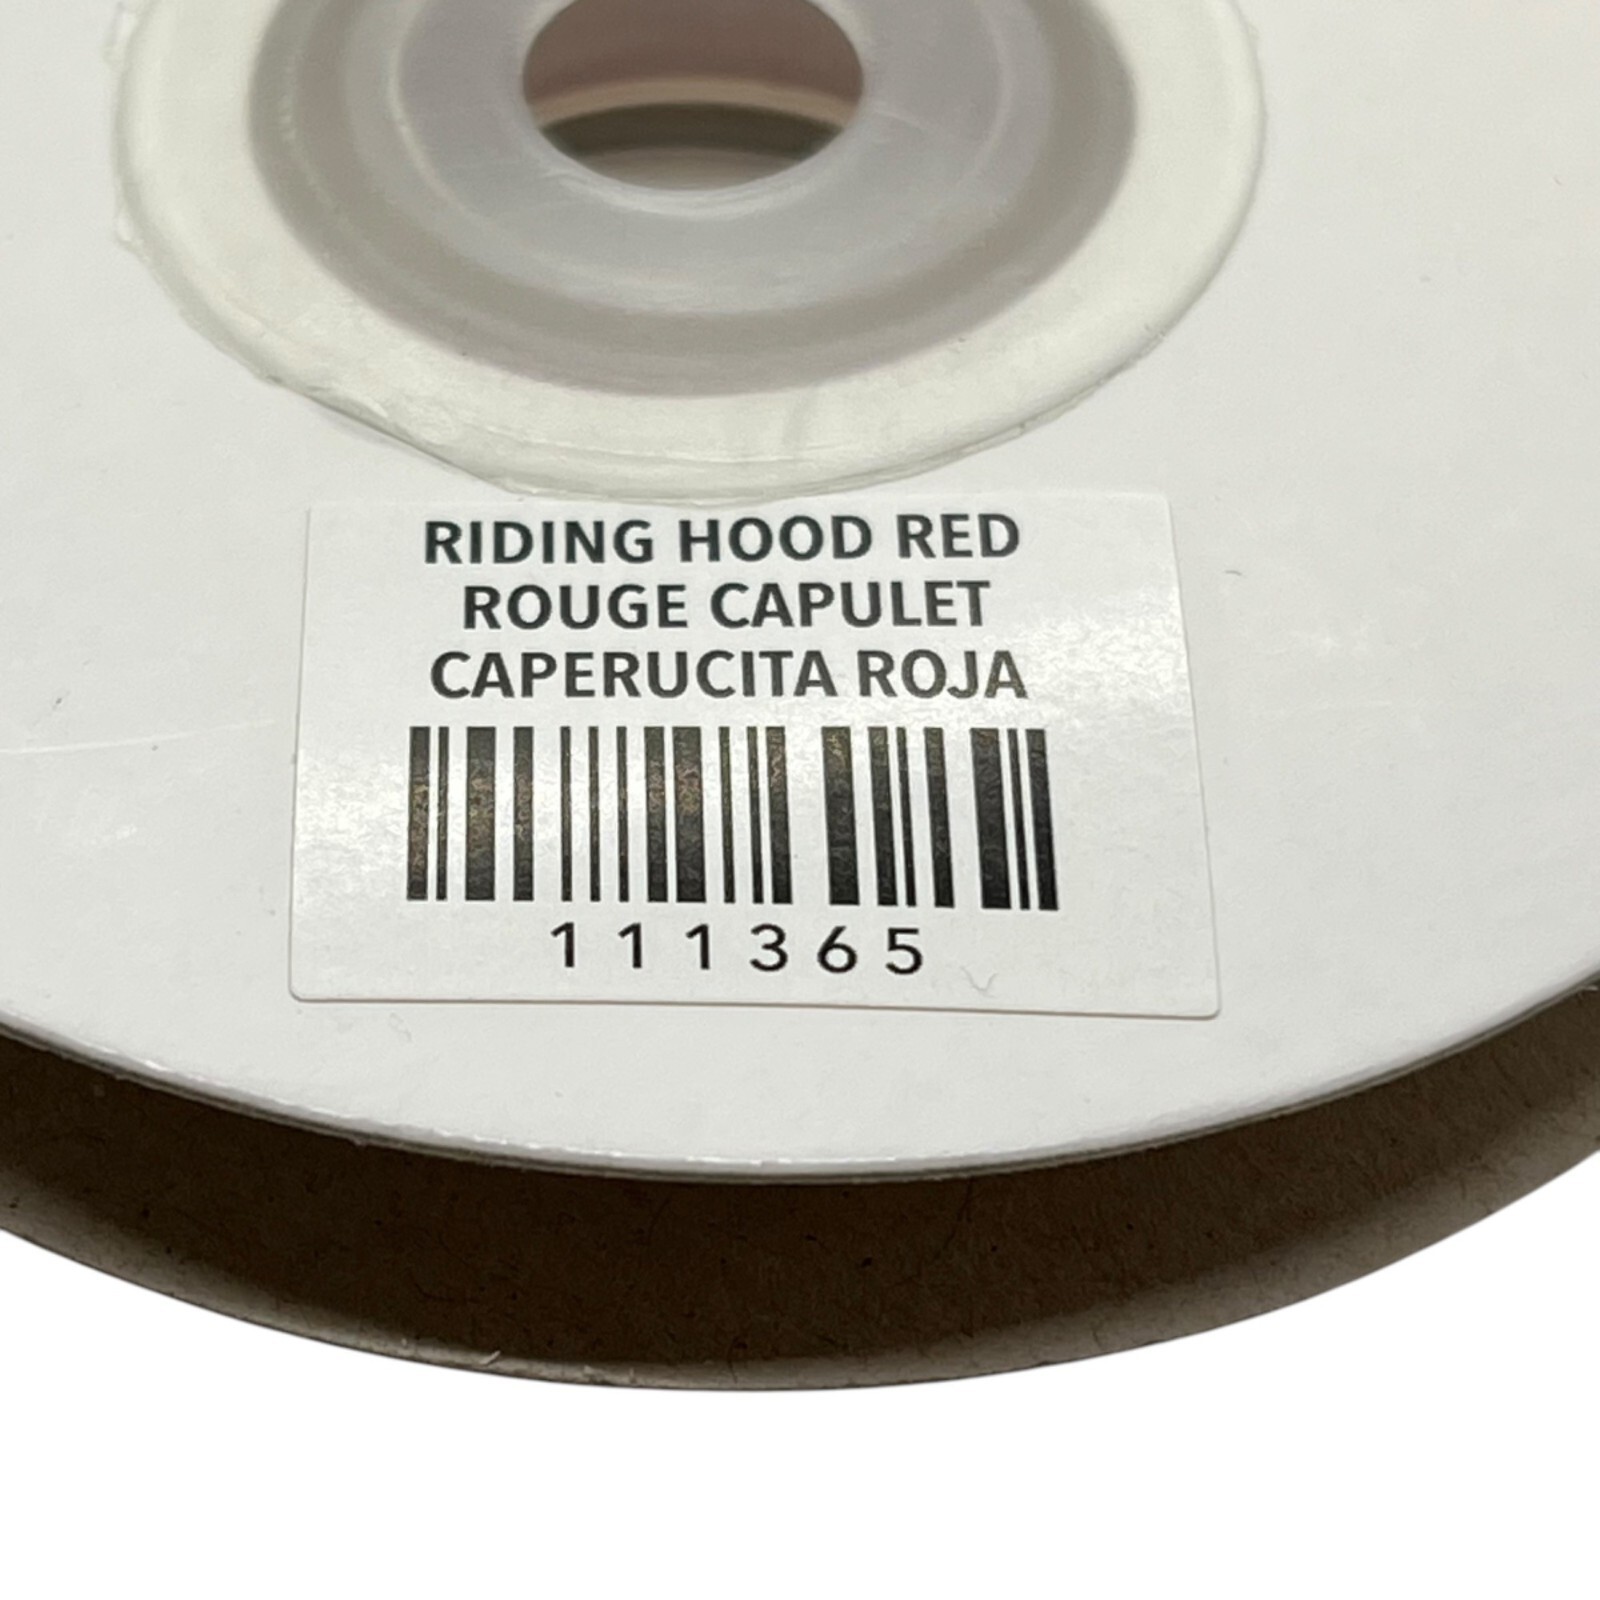 RIDING HOOD RED
ROUGE CAPULET
CAPERUCITA ROJA
111365